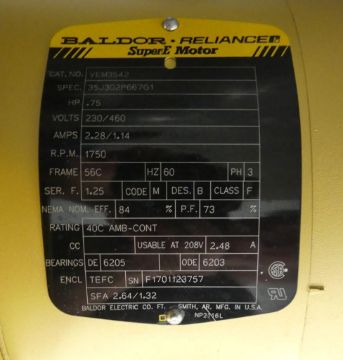 BALDOR · RELIANCE
SuperE Motor
CAT. NO. VEM3542
SPEC. 35J302P667G1
HP .75
VOLTS 230/460
AMPS 2.28/1.14
R.P.M. 1750
FRAME 56C HZ 60 PH 3
SER. F. 1.25 CODE M DES. B CLASS F
NEMA NOM. EFF. 84 % P.F. 73 %
RATING 40C AMB-CONT
CC USABLE AT 208V 2.48 A
BEARINGS DE 6205 ODE 6203
ENCL TEFC SN F1701123757
SFA 2.64/1.32
BALDOR ELECTRIC CO. FT. SMITH, AR. MFG. IN U.S.A.